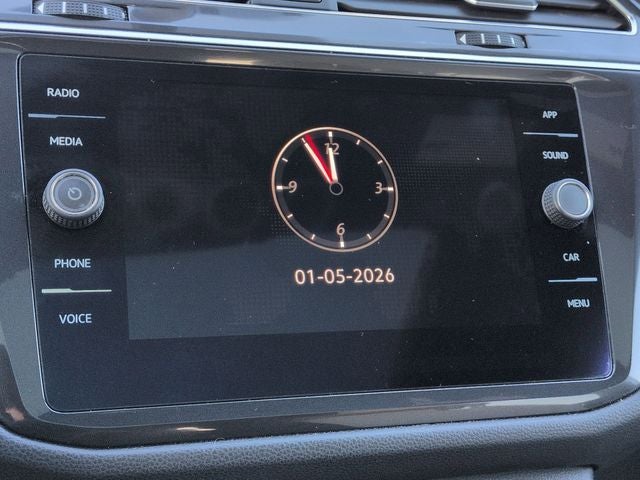 RADIO
MEDIA
PHONE
VOICE
12
9 3
6
01-05-2026
APP
SOUND
CAR
MENU